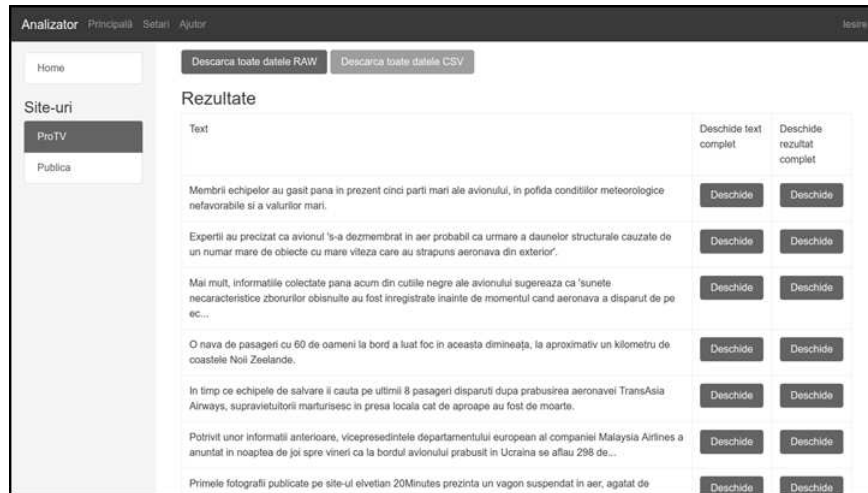 Analizator Principală Setari Ajutor Iesire
Home
Site-uri
ProTV
Publica
Descarca toate datele RAW Descarca toate datele CSV
Rezultate
Text Deschide text Deschide
complet rezultat
complet
Membrii echipelor au gasit pana in prezent cinci parti mari ale avionului, in pofida conditiilor meteorologice
nefavorabile si a valurilor mari.
Deschide Deschide
Expertii au precizat ca avionul 's-a dezmembrat in aer probabil ca urmare a daunelor structurale cauzate de
un numar mare de obiecte cu mare viteza care au strapuns aeronava din exterior'.
Deschide Deschide
Mai mult, informatiile colectate pana acum din cutiile negre ale avionului sugereaza ca 'sunete
necaracteristice zborurilor obisnuite au fost inregistrate inainte de momentul cand aeronava a disparut de pe
ec...
Deschide Deschide
O nava de pasageri cu 60 de oameni la bord a luat foc in aceasta dimineața, la aproximativ un kilometru de
coastele Noii Zeelande.
Deschide Deschide
In timp ce echipele de salvare ii cauta pe ultimii 8 pasageri disparuti dupa prabusirea aeronavei TransAsia
Airways, supravietuitorii marturisesc in presa locala cat de aproape au fost de moarte.
Deschide Deschide
Potrivit unor informatii anterioare, vicepresedintele departamentului european al companiei Malaysia Airlines a
anuntat in noaptea de joi spre vineri ca la bordul avionului prabusit in Ucraina se aflau 298 de...
Deschide Deschide
Primele fotografii publicate pe site-ul elvetian 20Minutes prezinta un vagon suspendat in aer, agatat de
Deschide Deschide